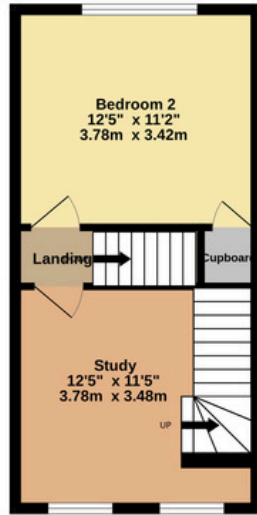 Bedroom 2
12'5" x 11'2"
3.78m x 3.42m
Landing
Cupboard
Study
12'5" x 11'5"
3.78m x 3.48m
UP